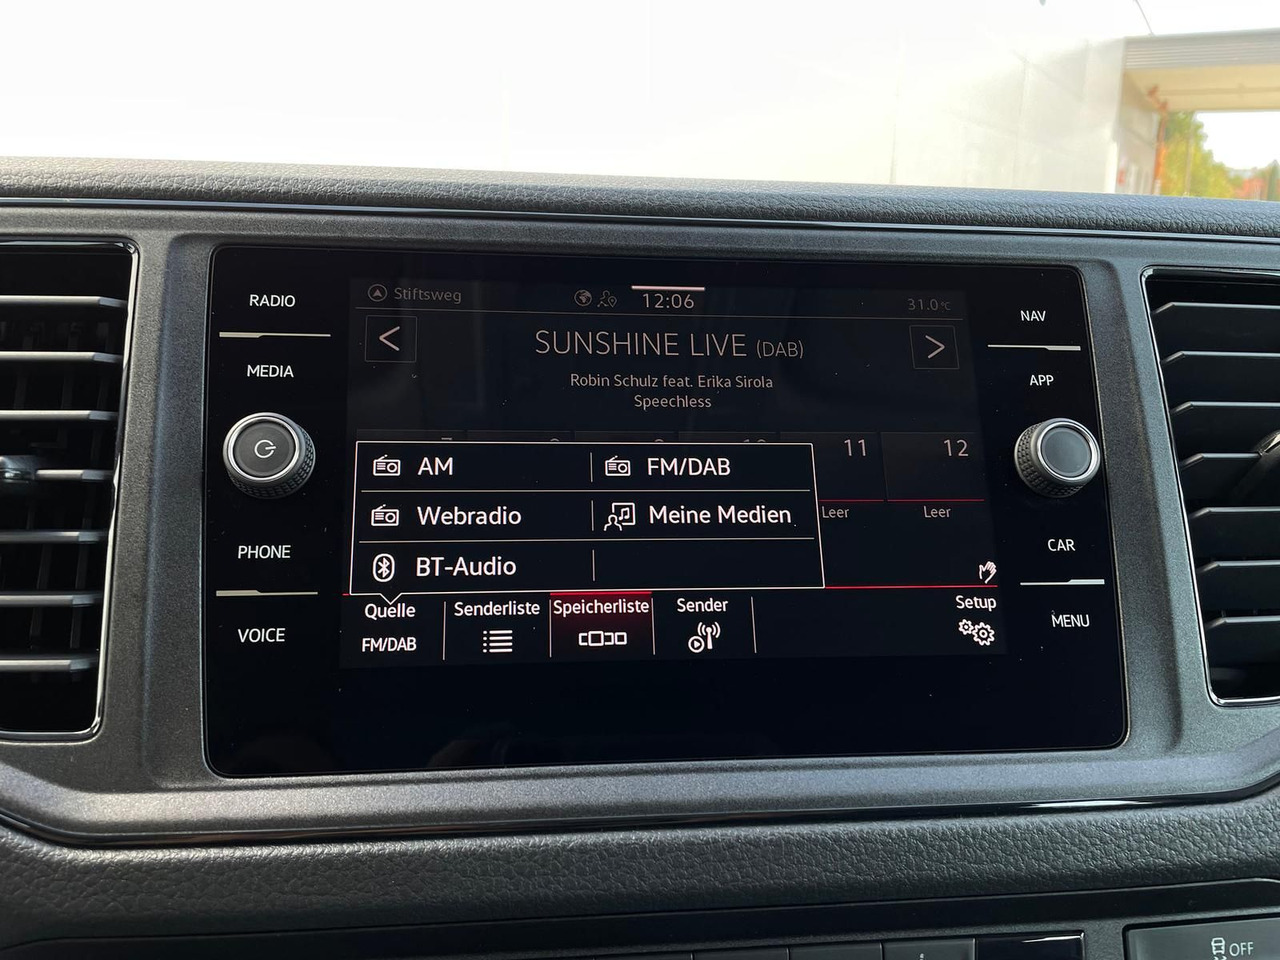 RADIO
MEDIA
PHONE
VOICE
Stiftsweg
12:06
31.0°C
<
SUNSHINE LIVE (DAB)
>
Robin Schulz feat. Erika Sirola
Speechless
11
12
Leer
Leer
AM
FM/DAB
Webradio
Meine Medien
BT-Audio
Quelle
FM/DAB
Senderliste
Speicherliste
Sender
Setup
NAV
APP
CAR
MENU
OFF